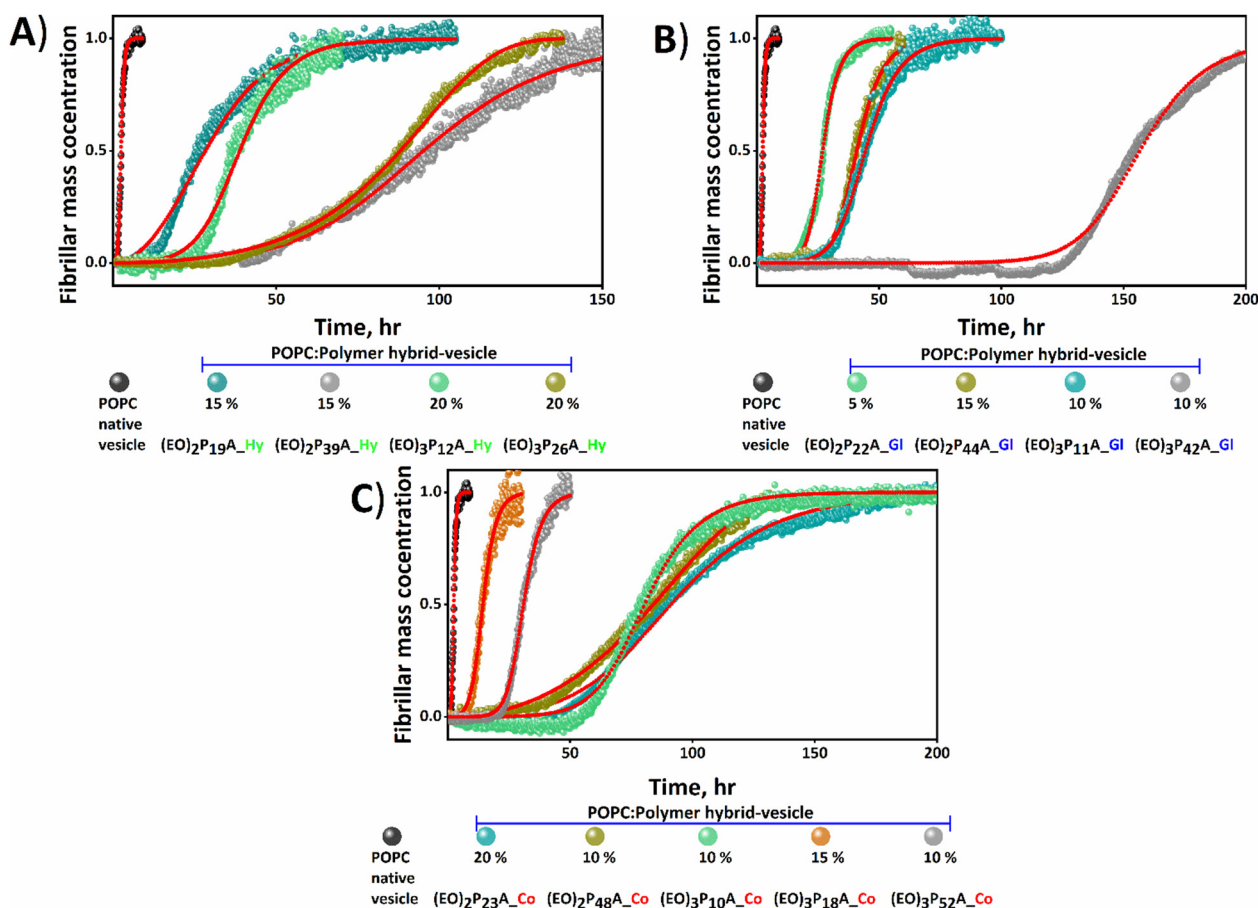 A)
Fibrillar mass cocentration
1.0
0.5
0.0
50 100 150
Time, hr
POPC:Polymer hybrid-vesicle
POPC 15 % 15 % 20 % 20 %
native
vesicle (EO)₂P₁₉A_Hy (EO)₂P₃₉A_Hy (EO)₃P₁₂A_Hy (EO)₃P₂₆A_Hy
B)
Fibrillar mass cocentration
1.0
0.5
0.0
50 100 150 200
Time, hr
POPC:Polymer hybrid-vesicle
POPC 5 % 15 % 10 % 10 %
native
vesicle (EO)₂P₂₂A_Gl (EO)₂P₄₄A_Gl (EO)₃P₁₁A_Gl (EO)₃P₄₂A_Gl
C)
Fibrillar mass cocentration
1.0
0.5
0.0
50 100 150 200
Time, hr
POPC:Polymer hybrid-vesicle
POPC 20 % 10 % 10 % 15 % 10 %
native
vesicle (EO)₂P₂₃A_Co (EO)₂P₄₈A_Co (EO)₃P₁₀A_Co (EO)₃P₁₈A_Co (EO)₃P₅₂A_Co